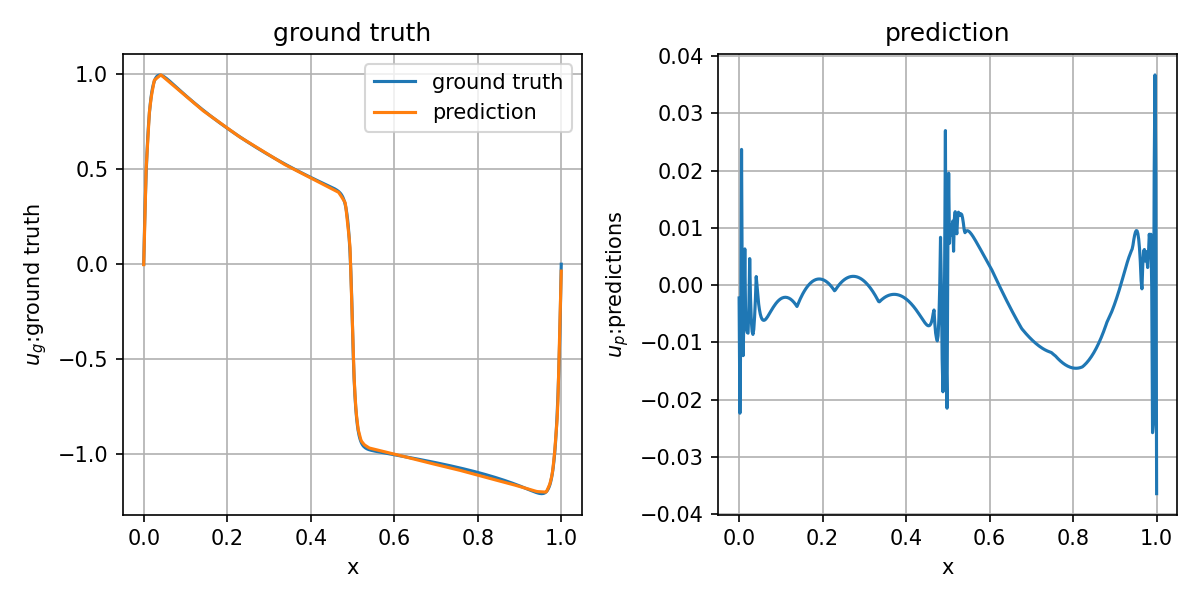 ground truth
u_g:ground truth
1.0
0.5
0.0
−0.5
−1.0
ground truth
prediction
0.0 0.2 0.4 0.6 0.8 1.0
x
prediction
u_p:predictions
0.04
0.03
0.02
0.01
0.00
−0.01
−0.02
−0.03
−0.04
0.0 0.2 0.4 0.6 0.8 1.0
x